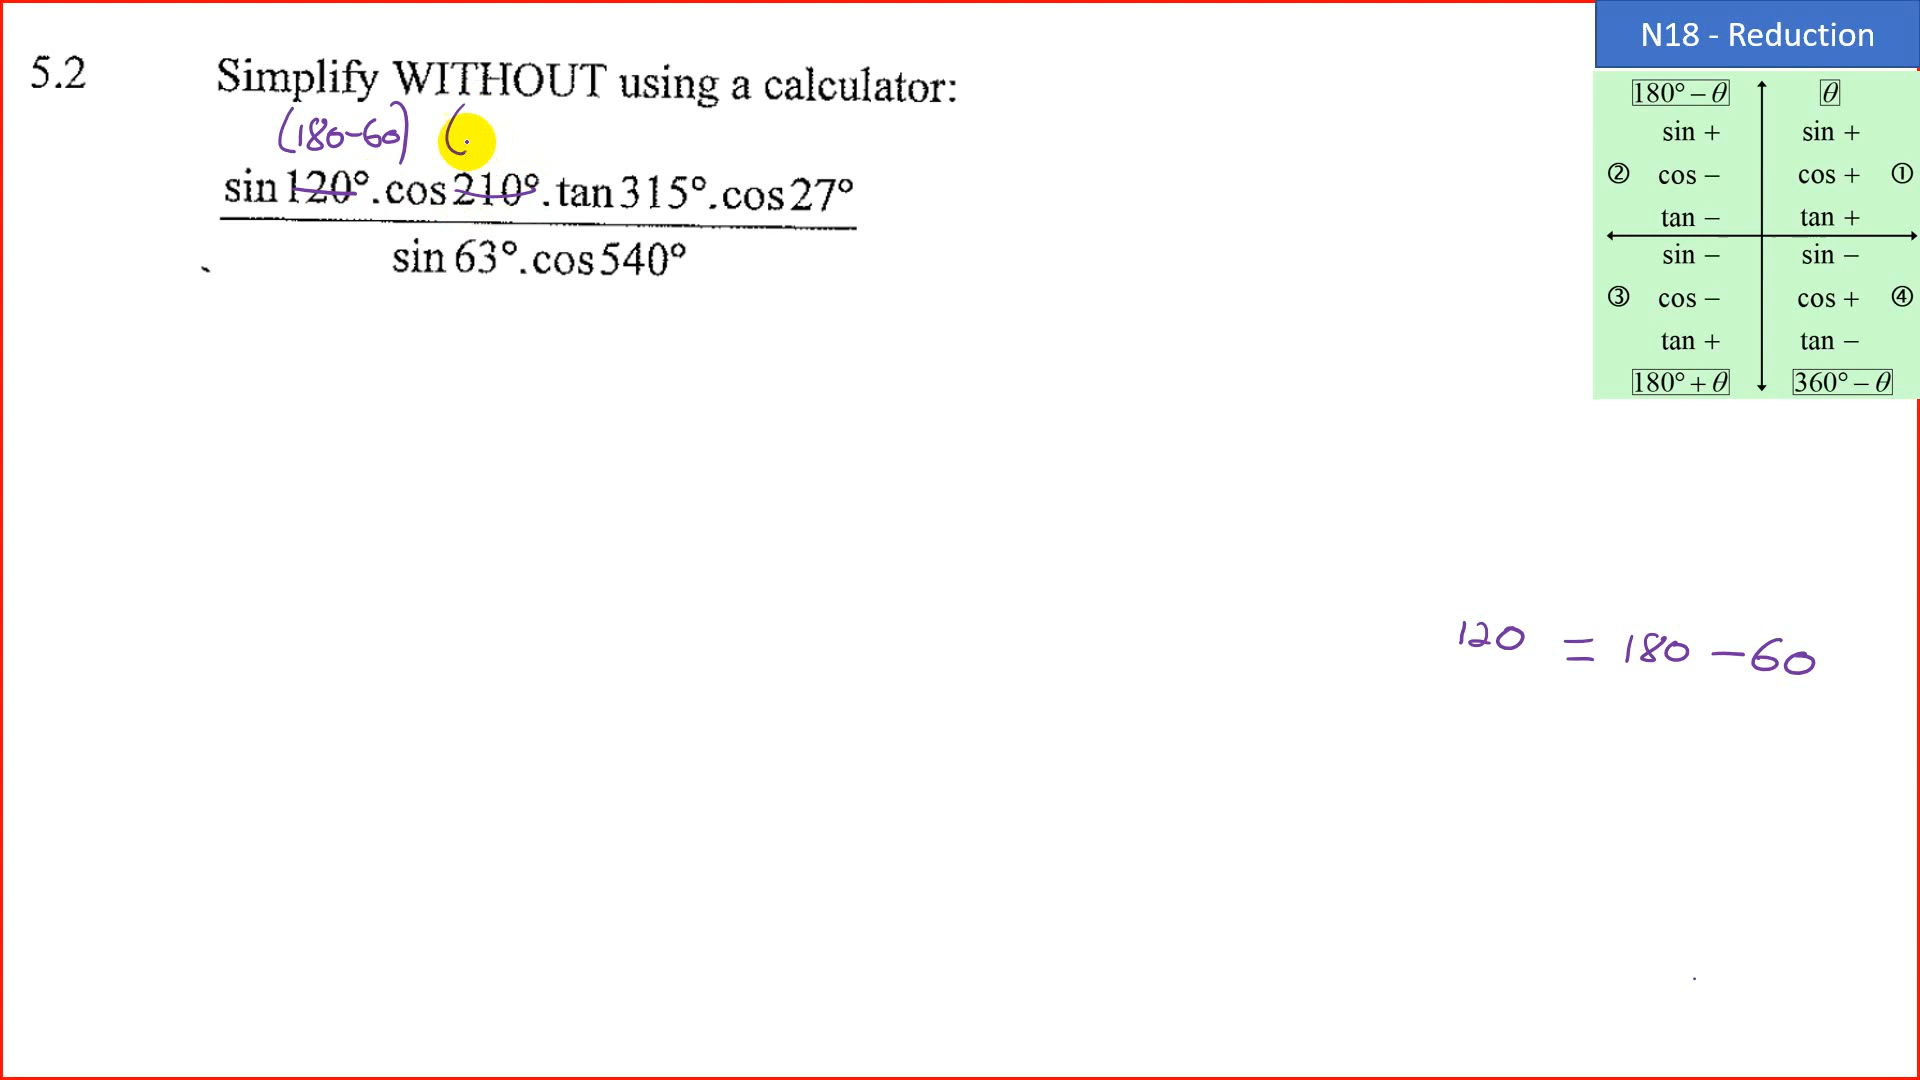 N18 - Reduction
5.2 Simplify WITHOUT using a calculator:
(180-60) (
sin 120°.cos 210°.tan 315°.cos 27°
sin 63°.cos 540°
180° − θ θ
sin + sin +
② cos − cos + ①
tan − tan +
sin − sin −
③ cos − cos + ④
tan + tan −
180° + θ 360° − θ
120 = 180 - 60